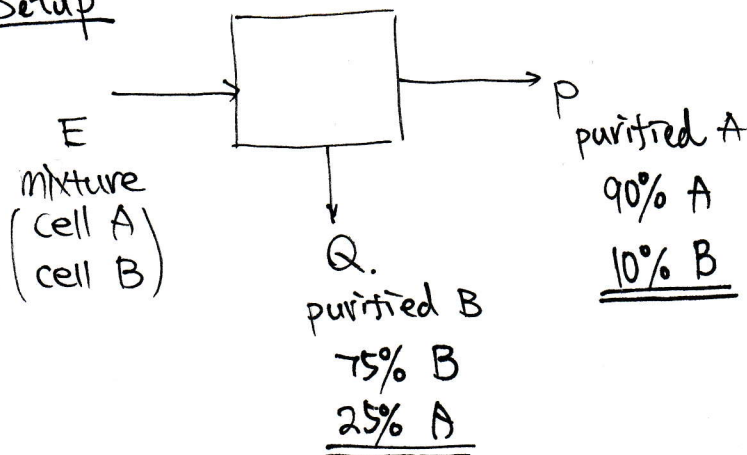 Setup
E
mixture
(cell A
cell B)
P
purified A
90% A
10% B
Q.
purified B
75% B
25% A